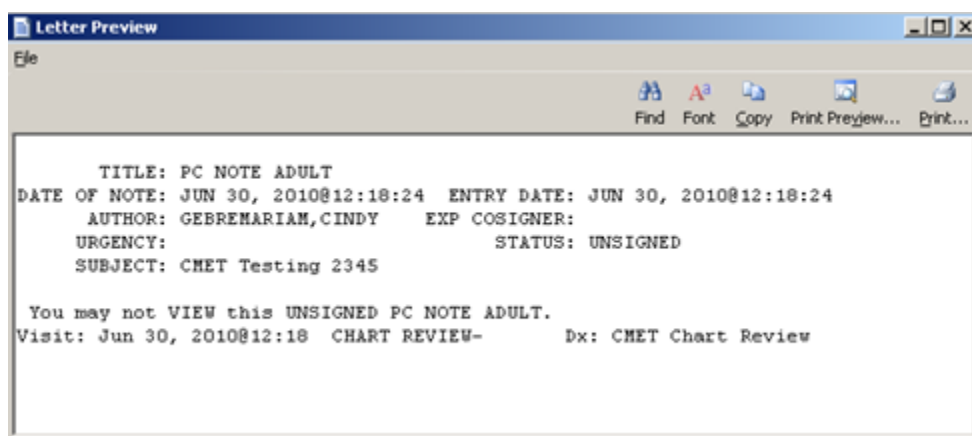 Letter Preview
File
Find Font Copy Print Preview... Print...
TITLE: PC NOTE ADULT
DATE OF NOTE: JUN 30, 2010@12:18:24 ENTRY DATE: JUN 30, 2010@12:18:24
AUTHOR: GEBREMARIAM,CINDY EXP COSIGNER:
URGENCY: STATUS: UNSIGNED
SUBJECT: CMET Testing 2345
You may not VIEW this UNSIGNED PC NOTE ADULT.
Visit: Jun 30, 2010@12:18 CHART REVIEW- Dx: CMET Chart Review